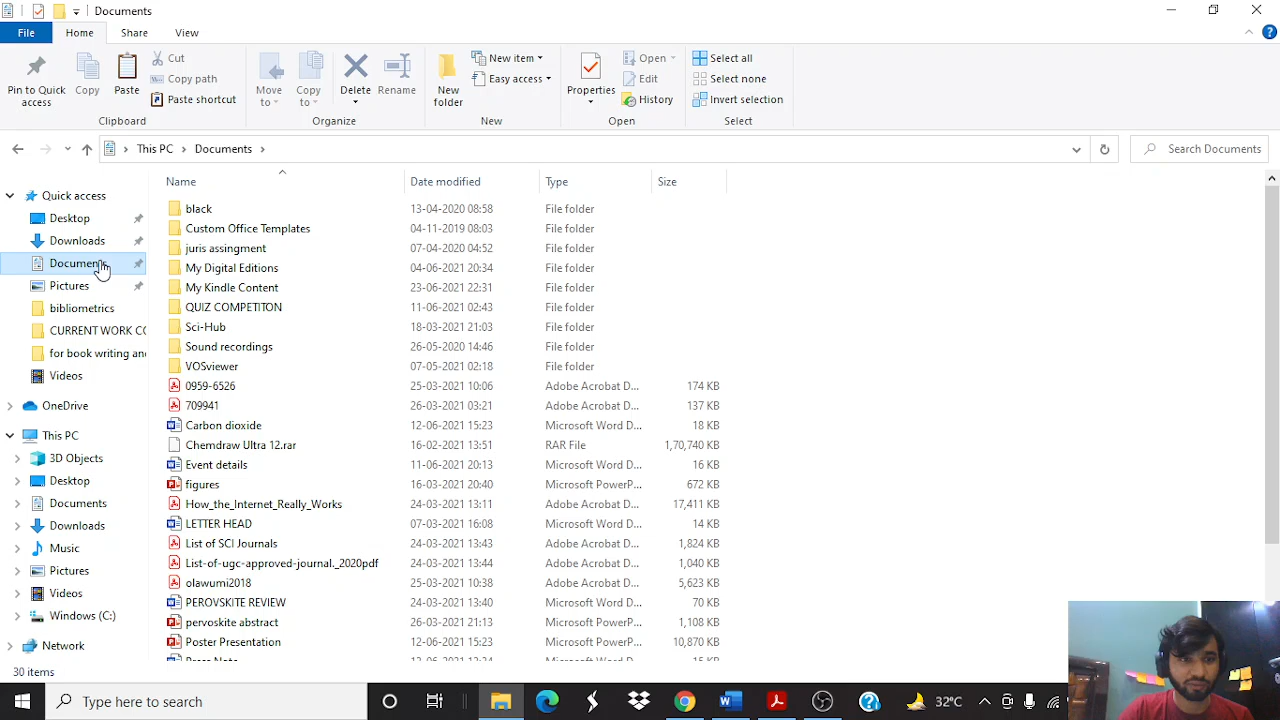 Documents
File Home Share View
Pin to Quick access
Copy
Paste
Cut
Copy path
Paste shortcut
Clipboard
Move to
Copy to
Delete
Rename
Organize
New folder
New item
Easy access
New
Properties
Open
Edit
History
Open
Select all
Select none
Invert selection
Select
This PC > Documents >
Search Documents
Name Date modified Type Size
Quick access
Desktop
Downloads
Documents
Pictures
bibliometrics
CURRENT WORK CO
for book writing and
Videos
OneDrive
This PC
3D Objects
Desktop
Documents
Downloads
Music
Pictures
Videos
Windows (C:)
Network
black 13-04-2020 08:58 File folder
Custom Office Templates 04-11-2019 08:03 File folder
juris assingment 07-04-2020 04:52 File folder
My Digital Editions 04-06-2021 20:34 File folder
My Kindle Content 23-06-2021 22:31 File folder
QUIZ COMPETITON 11-06-2021 02:43 File folder
Sci-Hub 18-03-2021 21:03 File folder
Sound recordings 26-05-2020 14:46 File folder
VOSviewer 07-05-2021 02:18 File folder
0959-6526 25-03-2021 10:06 Adobe Acrobat D... 174 KB
709941 26-03-2021 03:21 Adobe Acrobat D... 137 KB
Carbon dioxide 12-06-2021 15:23 Microsoft Word D... 18 KB
Chemdraw Ultra 12.rar 16-02-2021 13:51 RAR File 1,70,740 KB
Event details 11-06-2021 20:13 Microsoft Word D... 16 KB
figures 16-03-2021 20:40 Microsoft PowerP... 672 KB
How_the_Internet_Really_Works 24-03-2021 13:11 Adobe Acrobat D... 17,411 KB
LETTER HEAD 07-03-2021 16:08 Microsoft Word D... 14 KB
List of SCI Journals 24-03-2021 13:43 Adobe Acrobat D... 1,824 KB
List-of-ugc-approved-journal._2020pdf 24-03-2021 13:44 Adobe Acrobat D... 1,040 KB
olawumi2018 25-03-2021 10:38 Adobe Acrobat D... 5,623 KB
PEROVSKITE REVIEW 24-03-2021 13:40 Microsoft Word D... 70 KB
pervoskite abstract 26-03-2021 21:13 Microsoft PowerP... 1,108 KB
Poster Presentation 12-06-2021 15:23 Microsoft PowerP... 10,870 KB
30 items
Type here to search
32°C